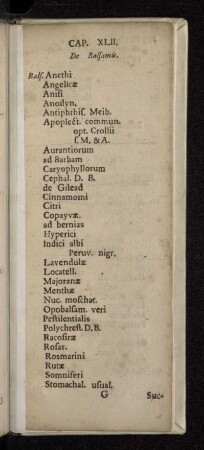 CAP. XLII.
De Balſamis.
Balſ. Anethi
Angelicæ
Aniſi
Anodyn.
Antiphthiſ. Meib.
Apoplect. commun.
opt. Crollii
ſ. M. & A.
Aurantiorum
ad Barbam
Caryophyllorum
Cephal. D. B.
de Gilead
Cinnamomi
Citri
Copayvæ.
ad hernias
Hyperici
Indici albi
Peruv. nigr.
Lavendulæ
Locatell.
Majoranæ
Menthæ
Nuc. moſchat.
Opobalſam. veri
Peſtilentialis
Polychreſt. D. B.
Racoſiræ
Roſar.
Rosmarini
Rutæ
Somniferi
Stomachal. uſual.
G Suc-